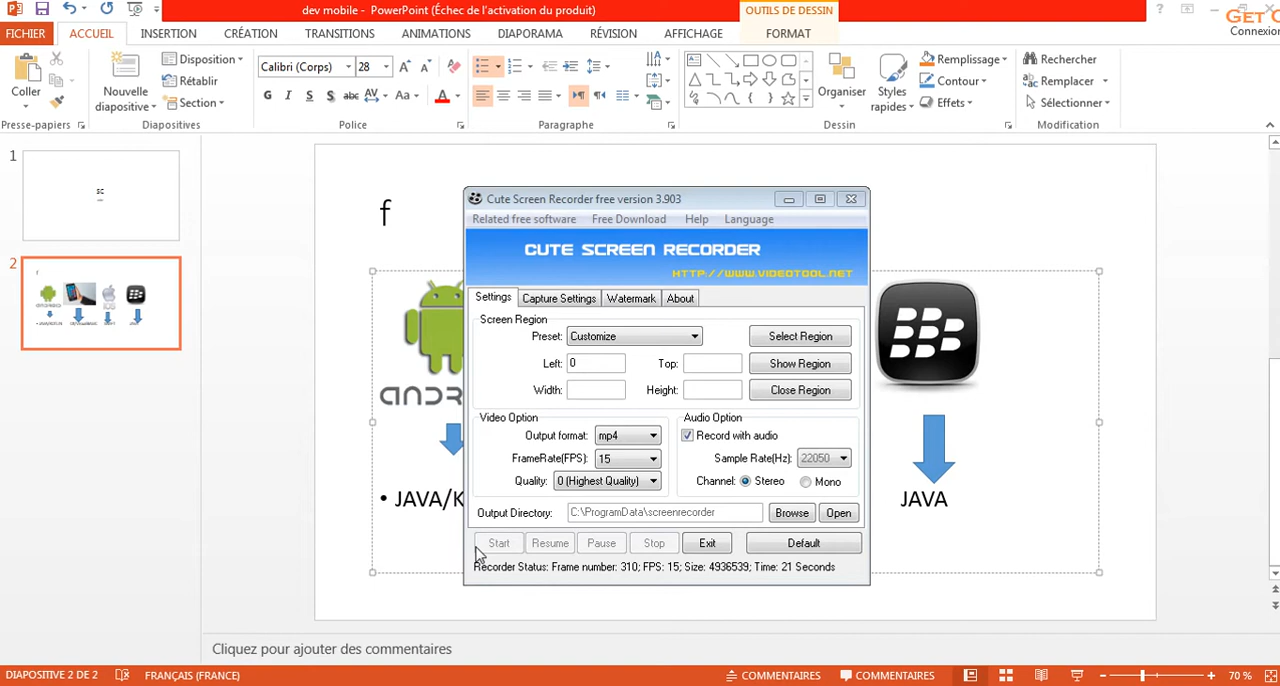 dev mobile - PowerPoint (Échec de l'activation du produit)
OUTILS DE DESSIN
?
Connexion
FICHIER ACCUEIL INSERTION CRÉATION TRANSITIONS ANIMATIONS DIAPORAMA RÉVISION AFFICHAGE FORMAT
Coller
Presse-papiers
Nouvelle
diapositive
Disposition
Rétablir
Section
Diapositives
Calibri (Corps) 28
G I S S abc AV Aa A
Police
Paragraphe
Organiser
Styles
rapides
Remplissage
Contour
Effets
Dessin
Rechercher
Remplacer
Sélectionner
Modification
1
sc
2
f
Cute Screen Recorder free version 3.903
Related free software Free Download Help Language
CUTE SCREEN RECORDER
HTTP://WWW.VIDEOTOOL.NET
Settings Capture Settings Watermark About
Screen Region
Preset: Customize Select Region
Left: 0 Top: Show Region
Width: Height: Close Region
Video Option
Output format: mp4
FrameRate(FPS): 15
Quality: 0 (Highest Quality)
Audio Option
Record with audio
Sample Rate(Hz): 22050
Channel: Stereo Mono
Output Directory: C:\ProgramData\screenrecorder Browse Open
Start Resume Pause Stop Exit Default
Recorder Status: Frame number: 310; FPS: 15; Size: 4936539; Time: 21 Seconds
• JAVA/K
JAVA
Cliquez pour ajouter des commentaires
DIAPOSITIVE 2 DE 2 FRANÇAIS (FRANCE) COMMENTAIRES COMMENTAIRES 70 %